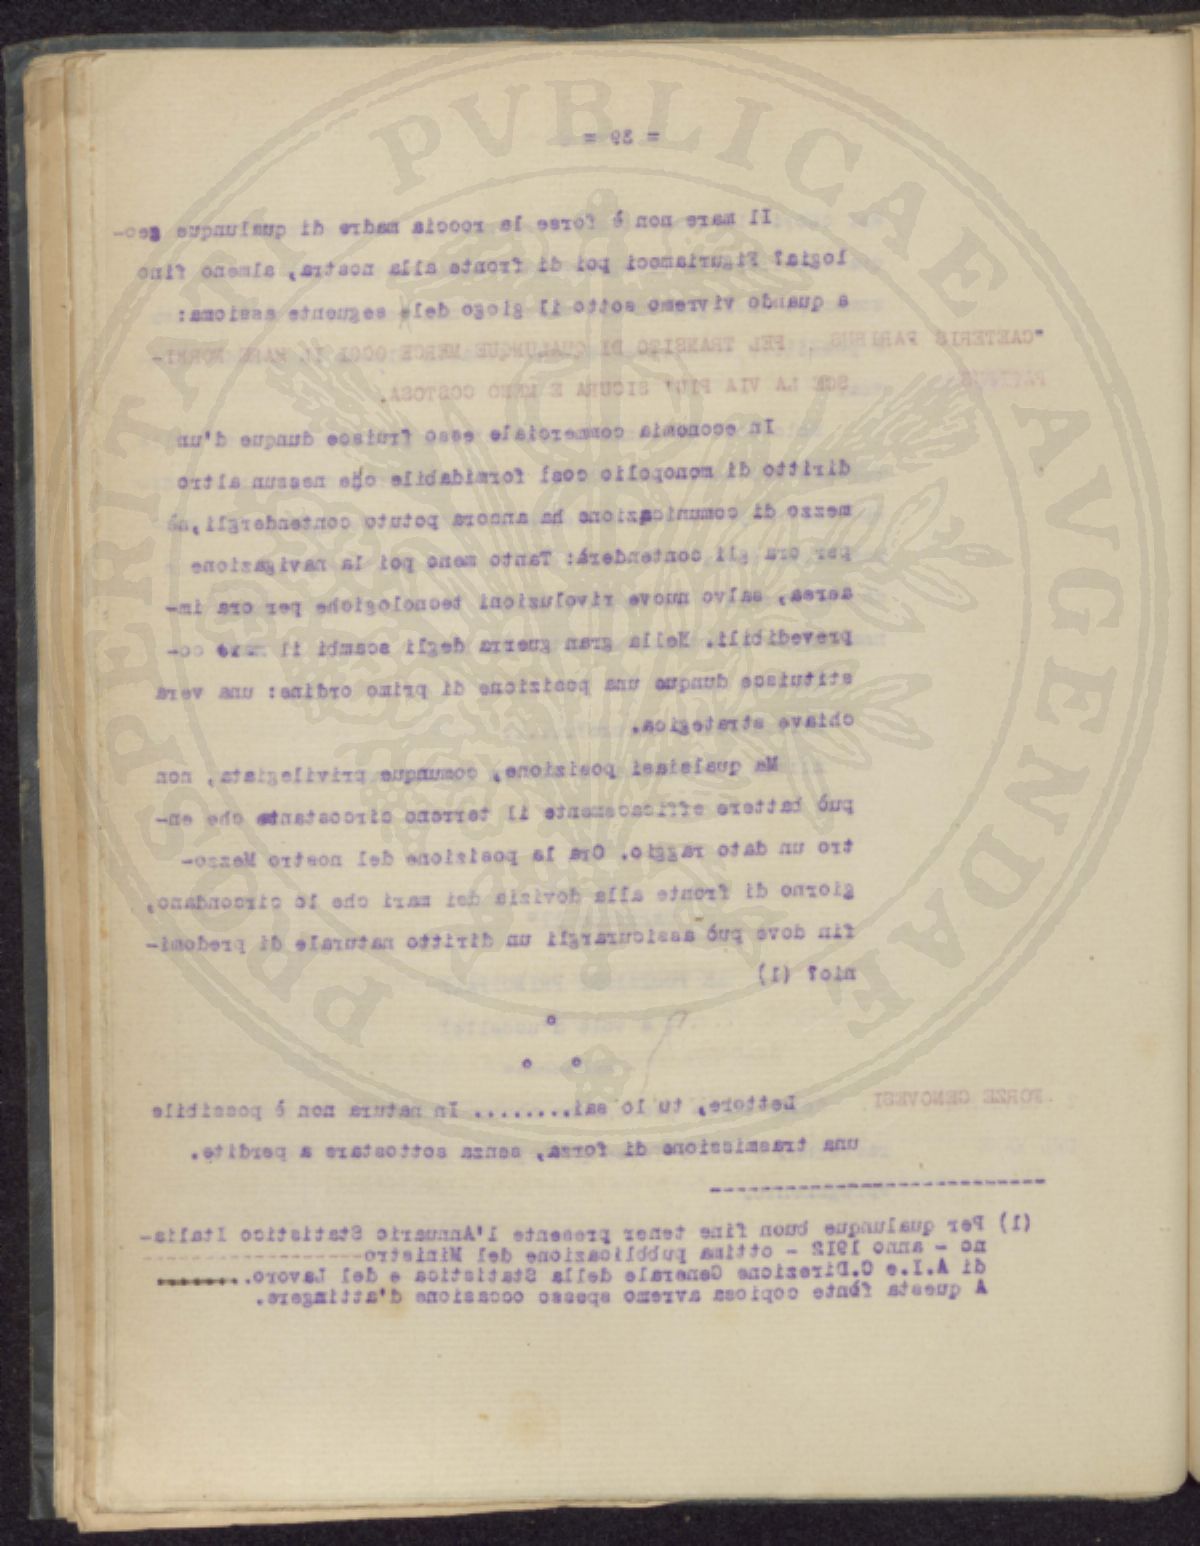 = 39 =
Il mare non è forse la roccia madre di qualunque geo-
logia? Figuriamoci poi di fronte alla nostra, almeno fino
a quando vivremo sotto il giogo del seguente assioma:
"CAETERIS PARIBUS PEL TRANSITO DI QUALUNQUE MERCE OGGI IL MARE FORNI-
SCE LA VIA PIU' SICURA E MENO COSTOSA.
In economia commerciale esso fruisce dunque d'un
diritto di monopolio così formidabile che nessun altro
mezzo di comunicazione ha ancora potuto contendergli, nè
per ora gli contenderà: Tanto meno poi la navigazione
aerea, salvo nuove rivoluzioni tecnologiche per ora im-
prevedibili. Nella gran guerra degli scambi il mare co-
stituisce dunque una posizione di primo ordine: una vera
chiave strategica.
Ma qualsiasi posizione, comunque privilegiata, non
può battere efficacemente il terreno circostante che en-
tro un dato raggio. Ora la posizione del nostro Mezzo-
giorno di fronte alla dovizia dei mari che lo circondano,
fin dove può assicurargli un diritto naturale di predomi-
nio? (1)
°
° °
FORZE GENOVESI
Lettore, tu lo sai......... In natura non è possibile
una trasmissione di forza, senza sottostare a perdite.
(1) Per qualunque buon fine tener presente l'Annuario Statistico Italia-
no - anno 1912 - ottima pubblicazione del Ministro
di A.I.e C.Direzione Generale della Statistica e del Lavoro.
A questa fònte copiosa avremo spesso occasione d'attingere.
PVBLICAE AVGENDAE PROSPERITATI